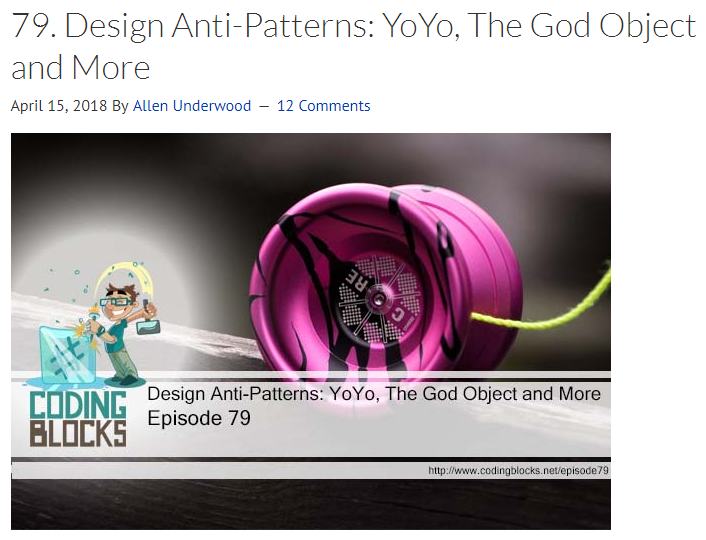 79. Design Anti-Patterns: YoYo, The God Object
and More
April 15, 2018 By Allen Underwood — 12 Comments
CODING
BLOCKS
Design Anti-Patterns: YoYo, The God Object and More
Episode 79
http://www.codingblocks.net/episode79